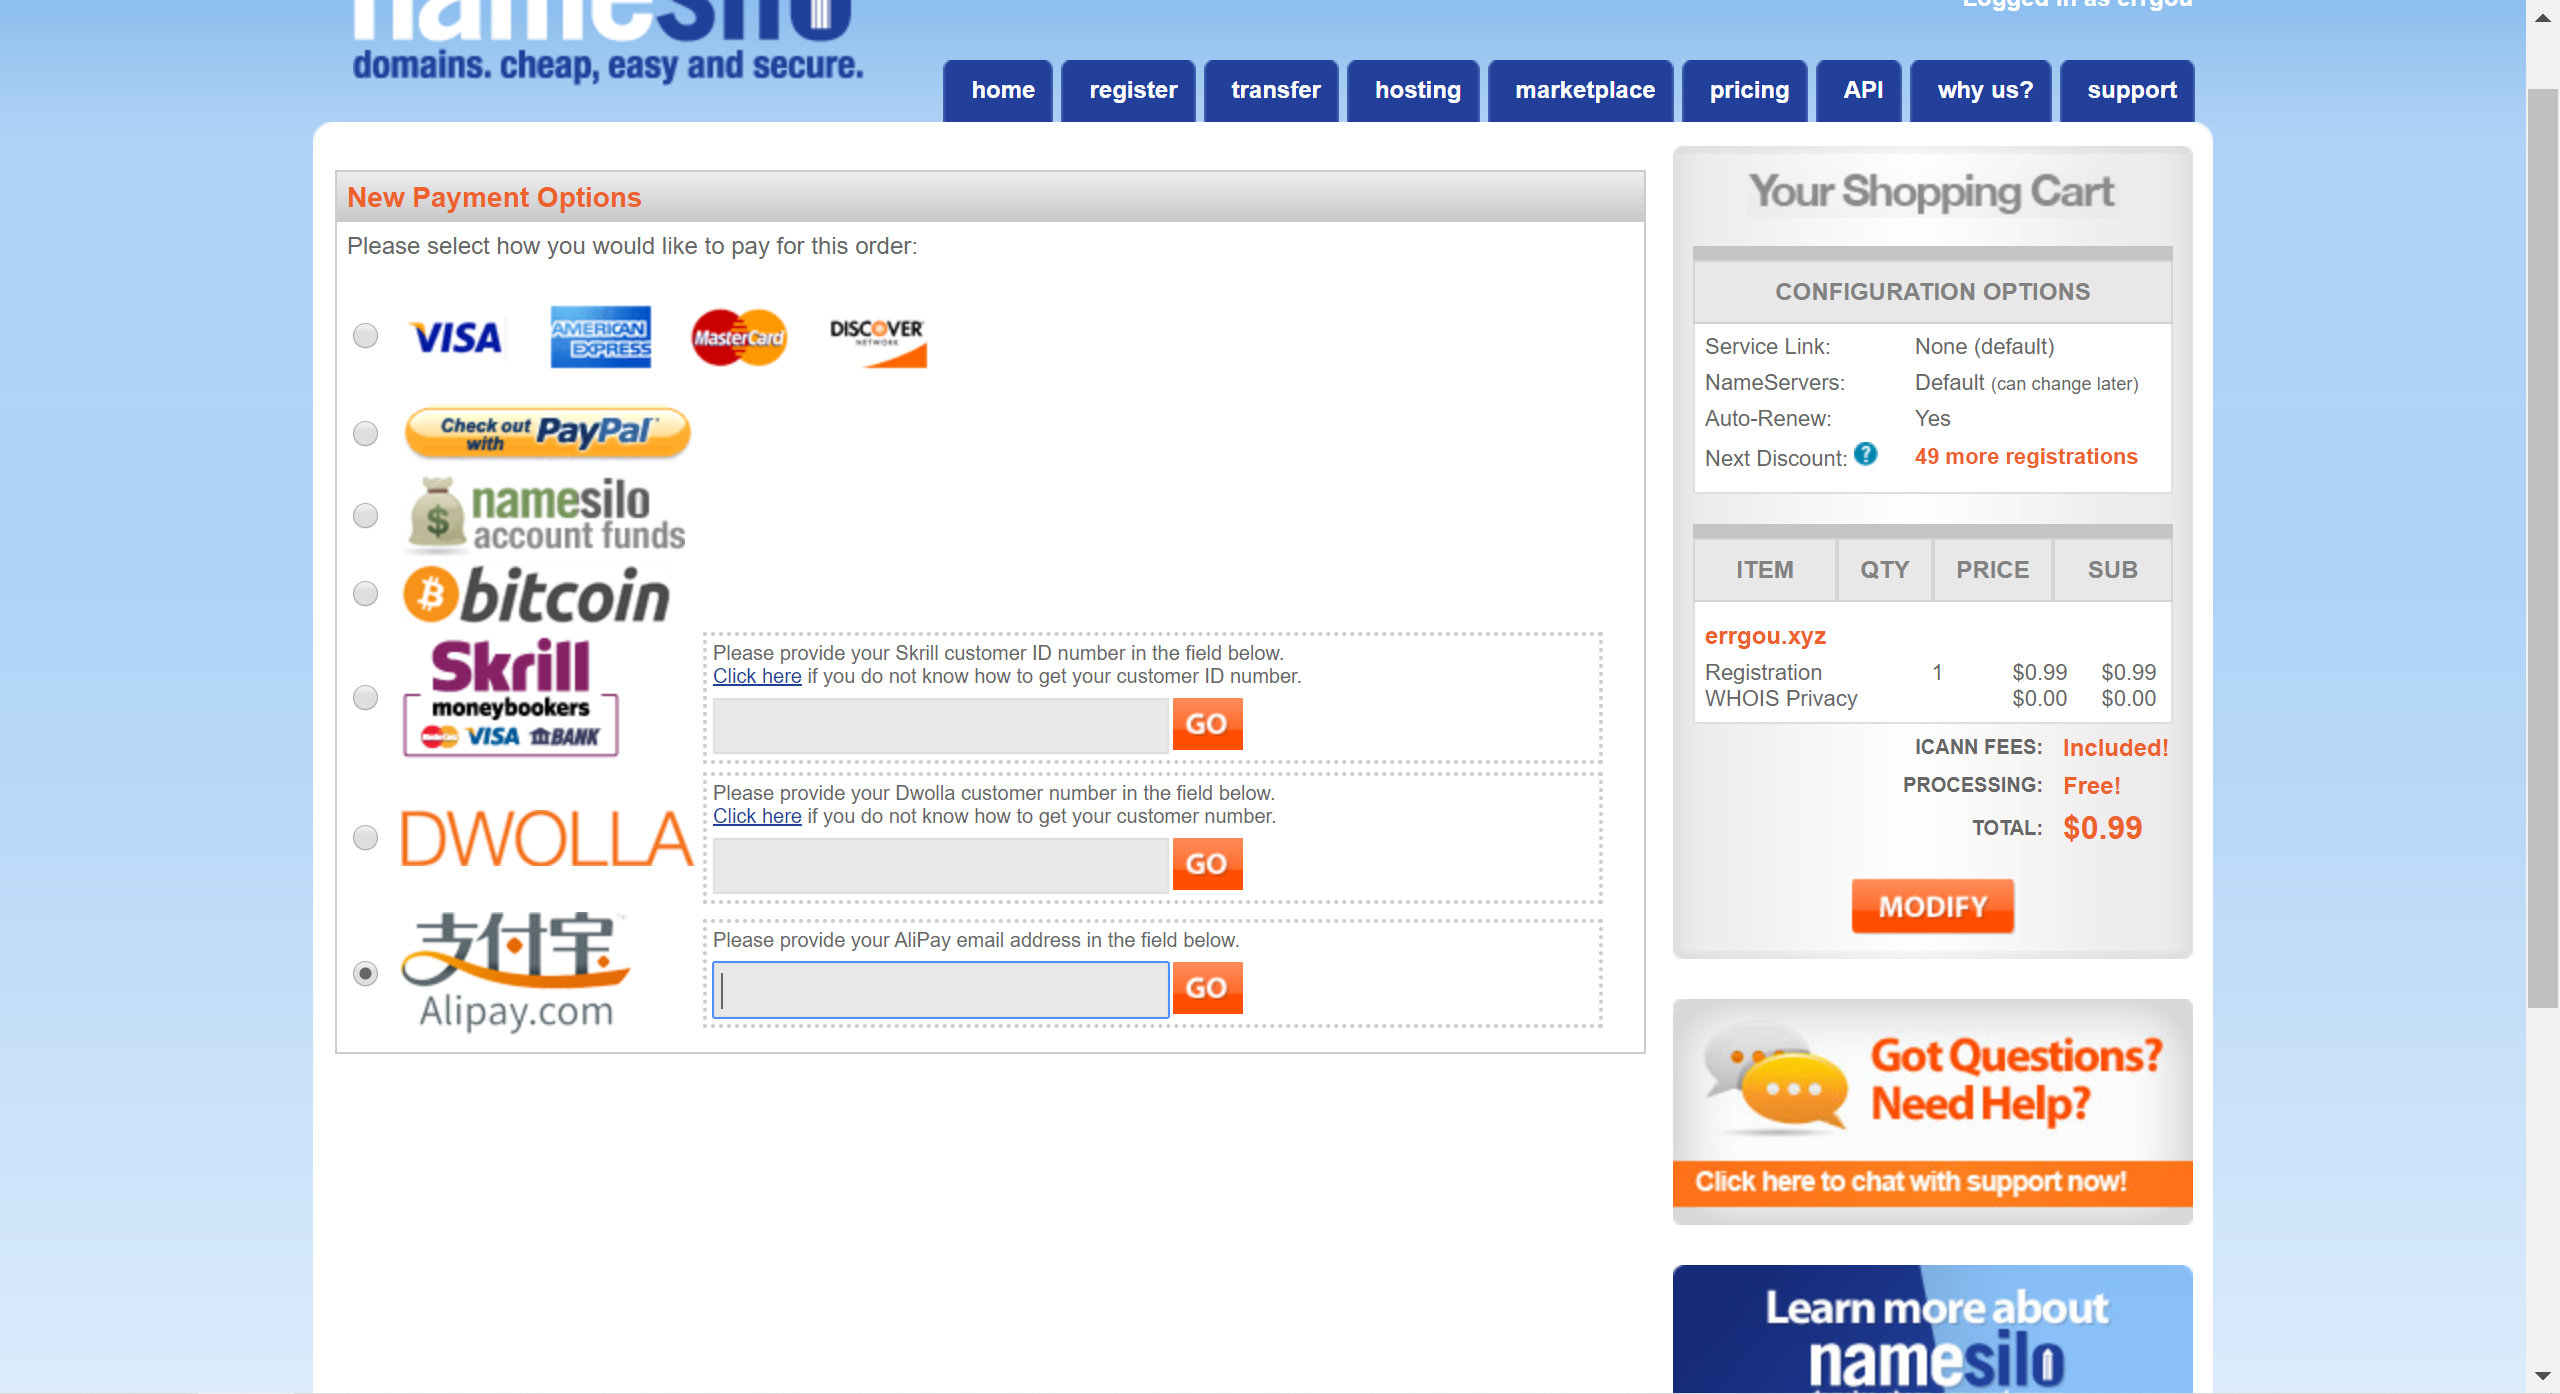 namesilo
domains. cheap, easy and secure.
Logged in as errgou
home
register
transfer
hosting
marketplace
pricing
API
why us?
support
New Payment Options
Please select how you would like to pay for this order:
VISA
AMERICAN
EXPRESS
MasterCard
DISCOVER
NETWORK
Check out
with PayPal
namesilo
$ account funds
bitcoin
Skrill
moneybookers
VISA BANK
Please provide your Skrill customer ID number in the field below.
Click here if you do not know how to get your customer ID number.
GO
DWOLLA
Please provide your Dwolla customer number in the field below.
Click here if you do not know how to get your customer number.
GO
支付宝
Alipay.com
Please provide your AliPay email address in the field below.
GO
Your Shopping Cart
CONFIGURATION OPTIONS
Service Link: None (default)
NameServers: Default (can change later)
Auto-Renew: Yes
Next Discount: ? 49 more registrations
ITEM QTY PRICE SUB
errgou.xyz
Registration 1 $0.99 $0.99
WHOIS Privacy $0.00 $0.00
ICANN FEES: Included!
PROCESSING: Free!
TOTAL: $0.99
MODIFY
Got Questions?
Need Help?
Click here to chat with support now!
Learn more about
namesilo